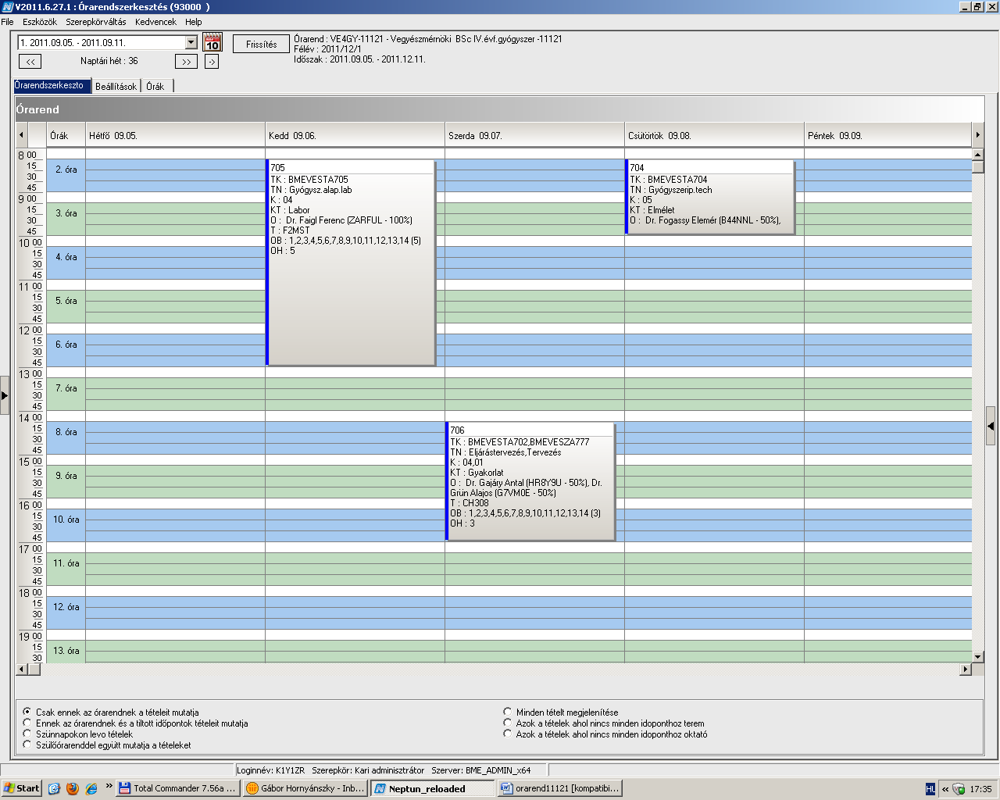 V2011.6.27.1 : Órarendszerkesztés (93000 )
File Eszközök Szerepkörváltás Kedvencek Help
1. 2011.09.05. - 2011.09.11.
10
Frissítés
Órarend : VE4GY-11121 - Vegyészmérnöki BSc IV.évf.gyógyszer -11121
Félév : 2011/12/1
Időszak : 2011.09.05. - 2011.12.11.
<< Naptári hét : 36 >> ->
Órarendszerkeszto Beállítások Órák
Órarend
Órák Hétfő 09.05. Kedd 09.06. Szerda 09.07. Csütörtök 09.08. Péntek 09.09.
8 00
15
30
45
2. óra
9 00
15
30
45
3. óra
10 00
15
30
45
4. óra
11 00
15
30
45
5. óra
12 00
15
30
45
6. óra
13 00
15
30
45
7. óra
14 00
15
30
45
8. óra
15 00
15
30
45
9. óra
16 00
15
30
45
10. óra
17 00
15
30
45
11. óra
18 00
15
30
45
12. óra
19 00
15
30
13. óra
705
TK : BMEVESTA705
TN : Gyógysz.alap.lab
K : 04
KT : Labor
O : Dr. Faigl Ferenc (ZARFUL - 100%)
T : F2MST
OB : 1,2,3,4,5,6,7,8,9,10,11,12,13,14 (5)
OH : 5
706
TK : BMEVESTA702,BMEVESZA777
TN : Eljárástervezés,Tervezés
K : 04,01
KT : Gyakorlat
O : Dr. Gajáry Antal (HR8Y9U - 50%), Dr.
Grün Alajos (G7VM0E - 50%)
T : CH308
OB : 1,2,3,4,5,6,7,8,9,10,11,12,13,14 (3)
OH : 3
704
TK : BMEVESTA704
TN : Gyógyszerip.tech
K : 05
KT : Elmélet
O : Dr. Fogassy Elemér (B44NNL - 50%),
Csak ennek az órarendnek a tételeit mutatja
Ennek az órarendnek és a tiltott időpontok tételeit mutatja
Szünnapokon levo tételek
Szülőórarenddel együtt mutatja a tételeket
Minden tételt megjelenítése
Azok a tételek ahol nincs minden idoponthoz terem
Azok a tételek ahol nincs minden idoponthoz oktató
Loginnév: K1Y1ZR Szerepkör: Kari adminisztrátor Szerver: BME_ADMIN_x64
Start » Total Commander 7.56a ... Gábor Hornyánszky - Inb... Neptun_reloaded orarend11121 [kompatibi... HU « 17:35